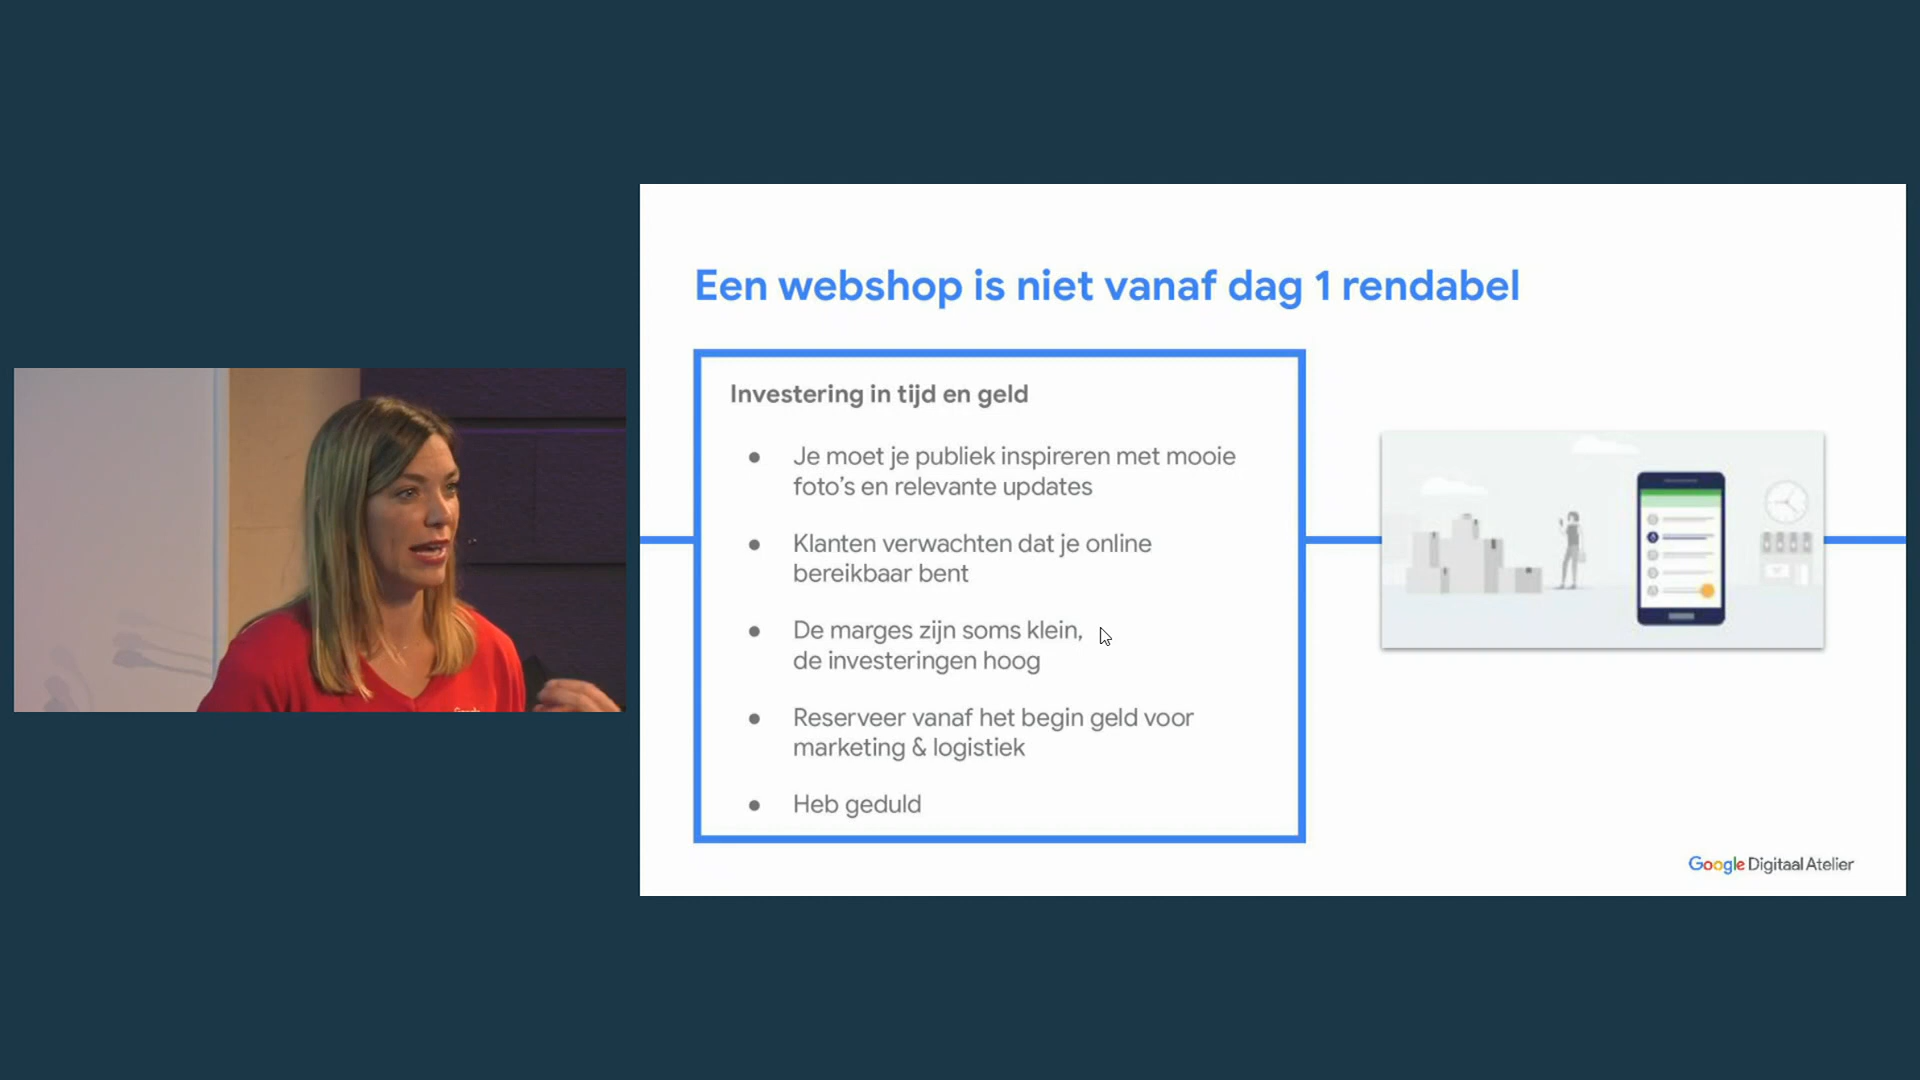 Een webshop is niet vanaf dag 1 rendabel
Investering in tijd en geld
● Je moet je publiek inspireren met mooie
foto’s en relevante updates
● Klanten verwachten dat je online
bereikbaar bent
● De marges zijn soms klein,
de investeringen hoog
● Reserveer vanaf het begin geld voor
marketing & logistiek
● Heb geduld
Google Digitaal Atelier